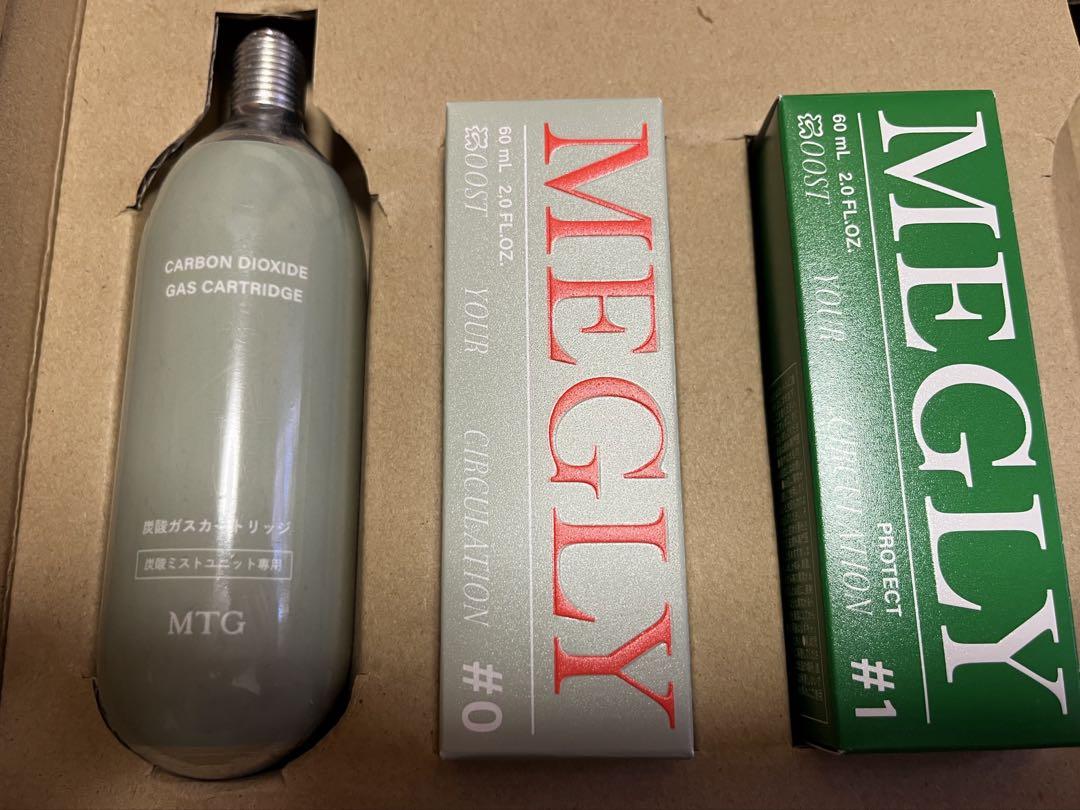 CARBON DIOXIDE
GAS CARTRIDGE
炭酸ガスカートリッジ
炭酸ミストユニット専用
MTG
MEGLY
60 mL 2.0 FL.OZ.
BOOST YOUR CIRCULATION
#0
MEGLY
PROTECT
60 mL 2.0 FL.OZ.
BOOST YOUR CIRCULATION
#1